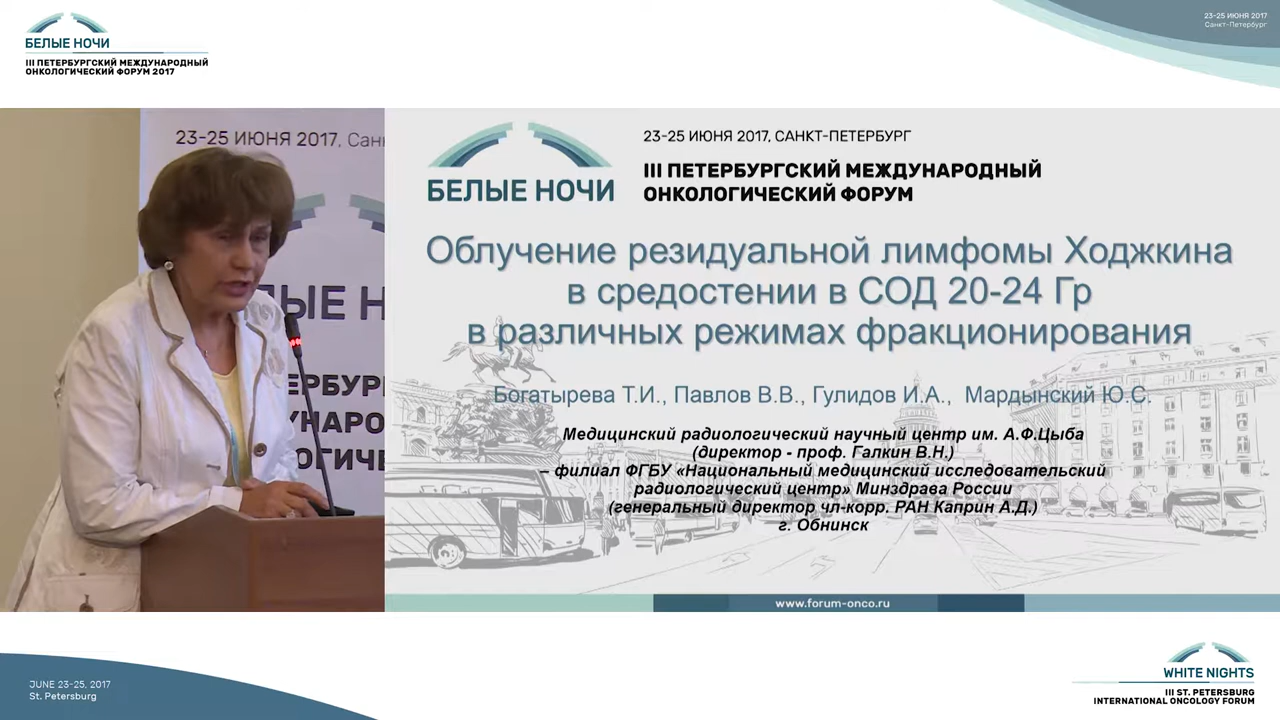 БЕЛЫЕ НОЧИ
III ПЕТЕРБУРГСКИЙ МЕЖДУНАРОДНЫЙ
ОНКОЛОГИЧЕСКИЙ ФОРУМ 2017
23-25 ИЮНЯ 2017
Санкт-Петербург
23-25 ИЮНЯ 2017, Санк
ЫЕ Н
ЕРБУР
НАРО
ОГИЧЕ
БЕЛЫЕ НОЧИ
23-25 ИЮНЯ 2017, САНКТ-ПЕТЕРБУРГ
III ПЕТЕРБУРГСКИЙ МЕЖДУНАРОДНЫЙ
ОНКОЛОГИЧЕСКИЙ ФОРУМ
Облучение резидуальной лимфомы Ходжкина
в средостении в СОД 20-24 Гр
в различных режимах фракционирования
Богатырева Т.И., Павлов В.В., Гулидов И.А., Мардынский Ю.С.
Медицинский радиологический научный центр им. А.Ф.Цыба
(директор - проф. Галкин В.Н.)
– филиал ФГБУ «Национальный медицинский исследовательский
радиологический центр» Минздрава России
(генеральный директор чл-корр. РАН Каприн А.Д.)
г. Обнинск
www.forum-onco.ru
JUNE 23-25, 2017
St. Petersburg
WHITE NIGHTS
III ST. PETERSBURG
INTERNATIONAL ONCOLOGY FORUM